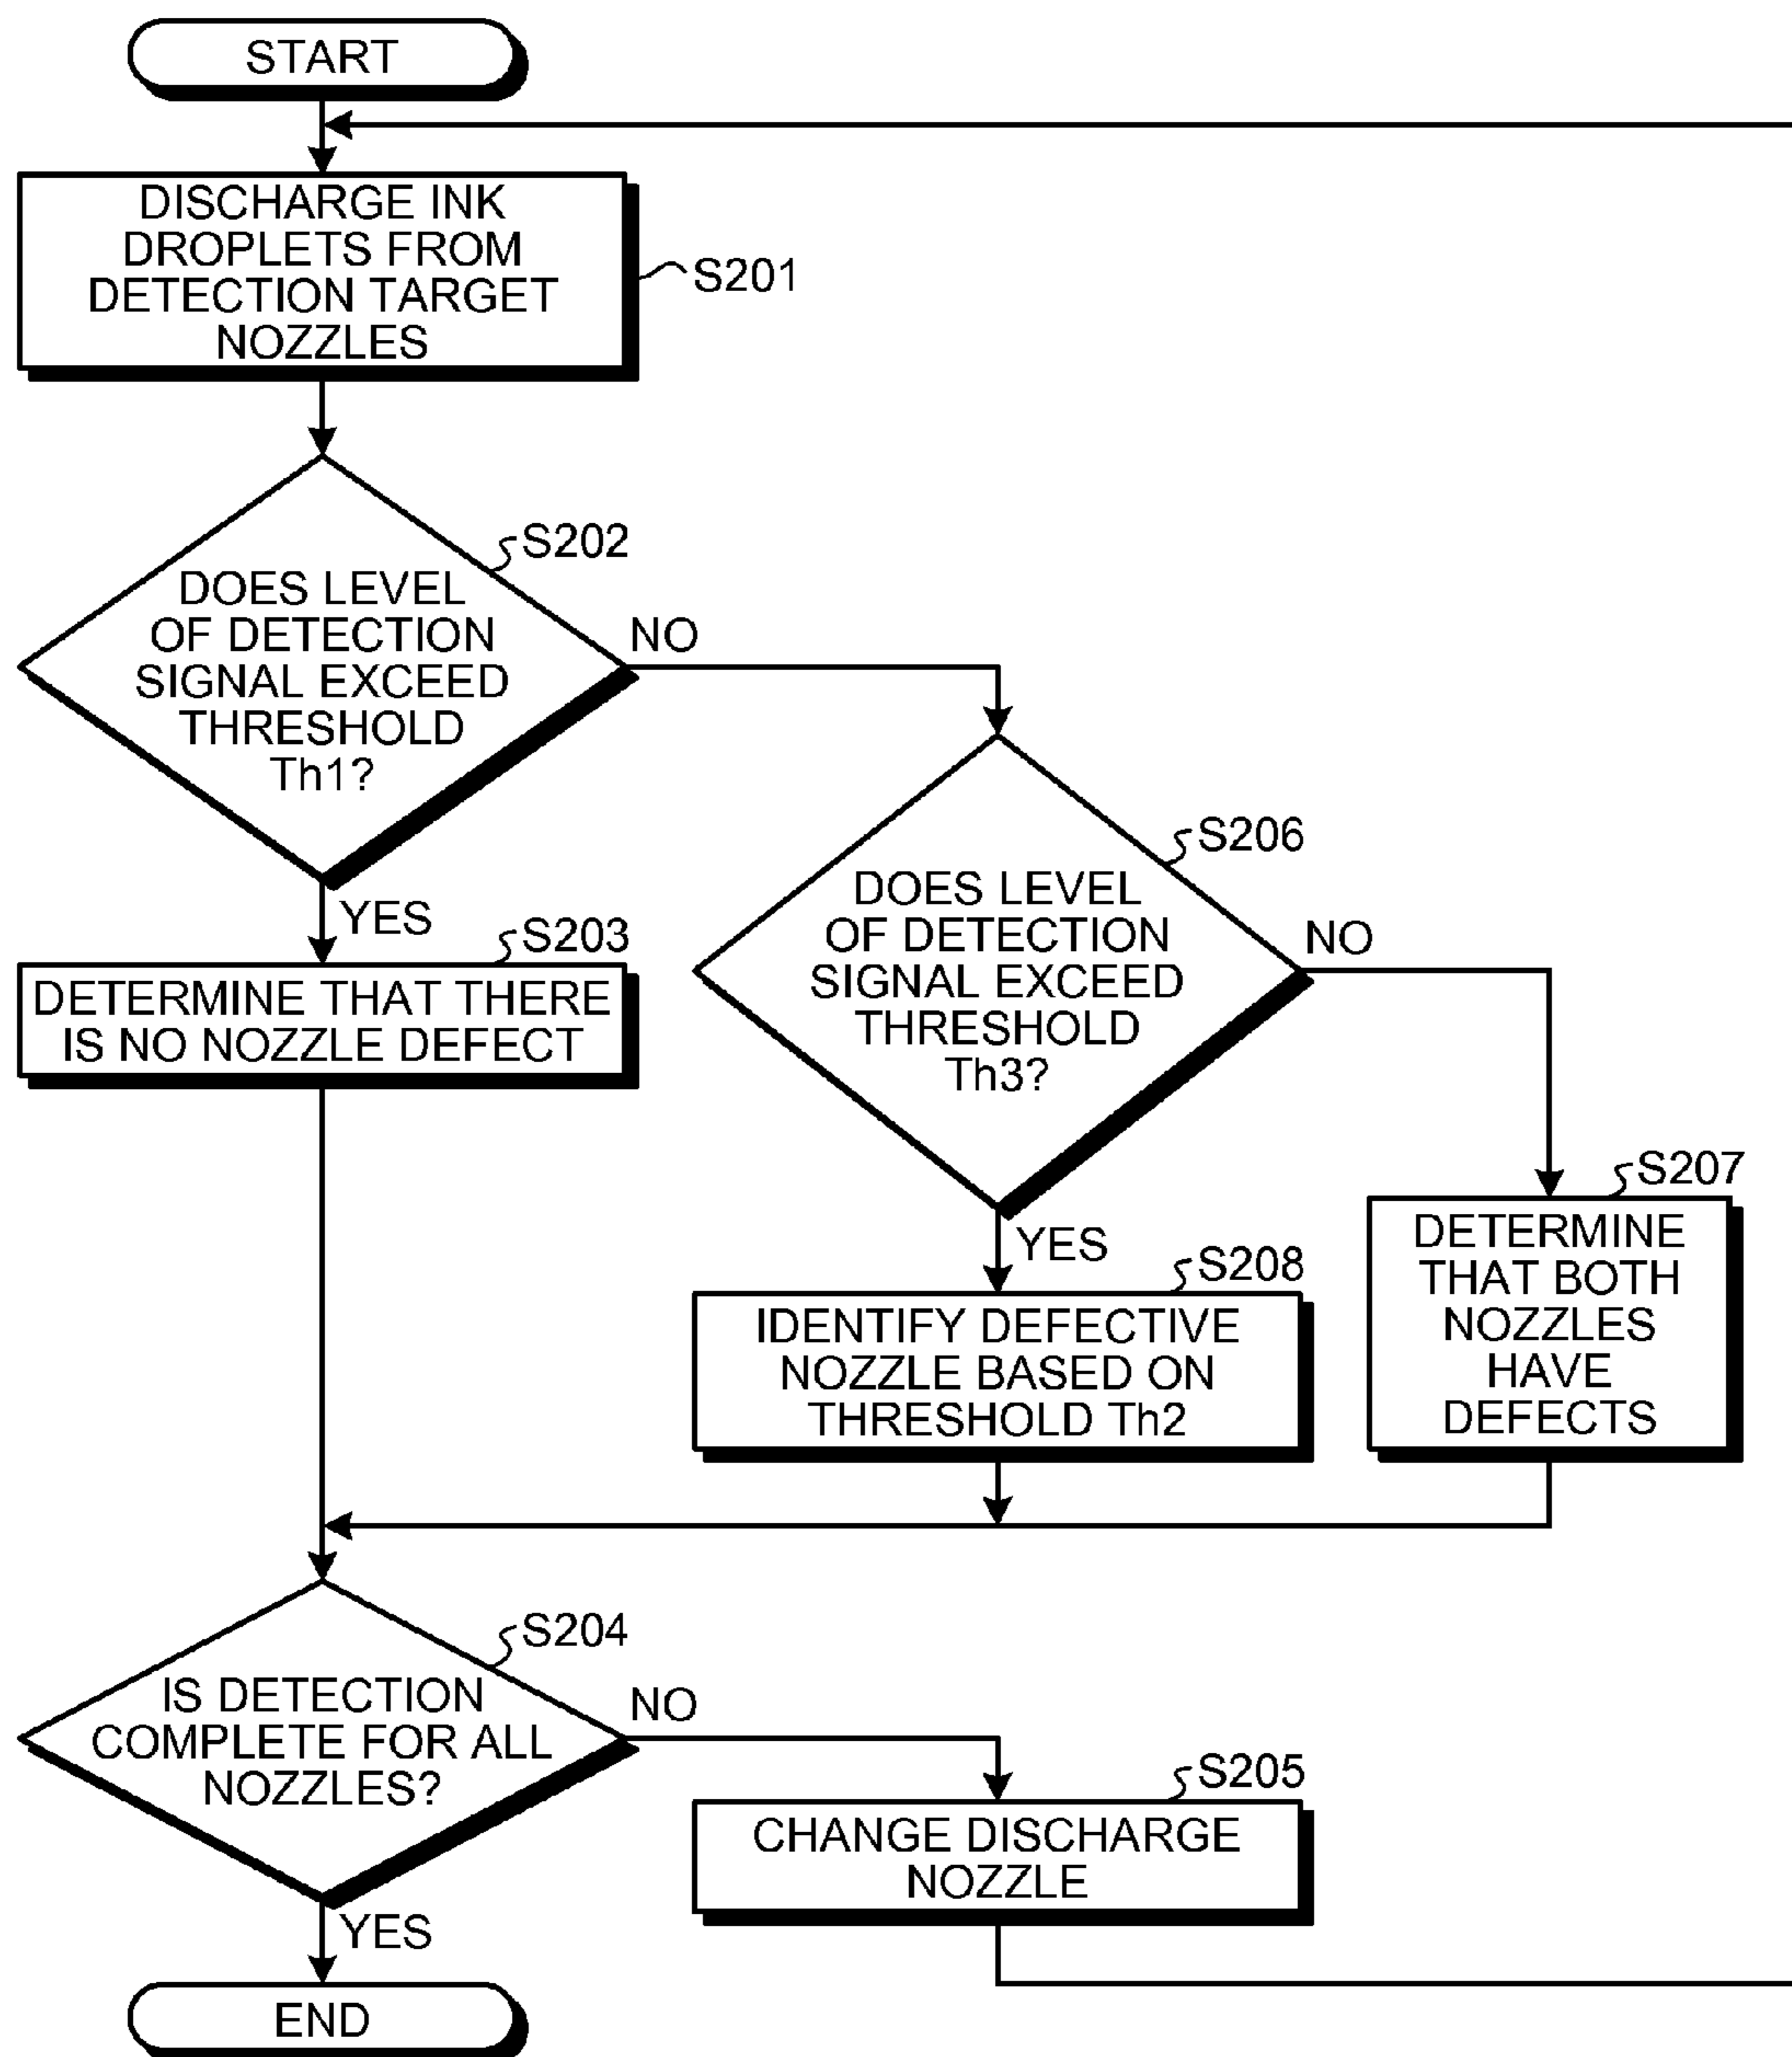 START
DISCHARGE INK
DROPLETS FROM
DETECTION TARGET
NOZZLES
S201
S202
DOES LEVEL
OF DETECTION
SIGNAL EXCEED
THRESHOLD
Th1?
NO
YES
S203
DETERMINE THAT THERE
IS NO NOZZLE DEFECT
S206
DOES LEVEL
OF DETECTION
SIGNAL EXCEED
THRESHOLD
Th3?
NO
YES
S207
DETERMINE
THAT BOTH
NOZZLES
HAVE
DEFECTS
S208
IDENTIFY DEFECTIVE
NOZZLE BASED ON
THRESHOLD Th2
S204
IS DETECTION
COMPLETE FOR ALL
NOZZLES?
NO
S205
CHANGE DISCHARGE
NOZZLE
YES
END